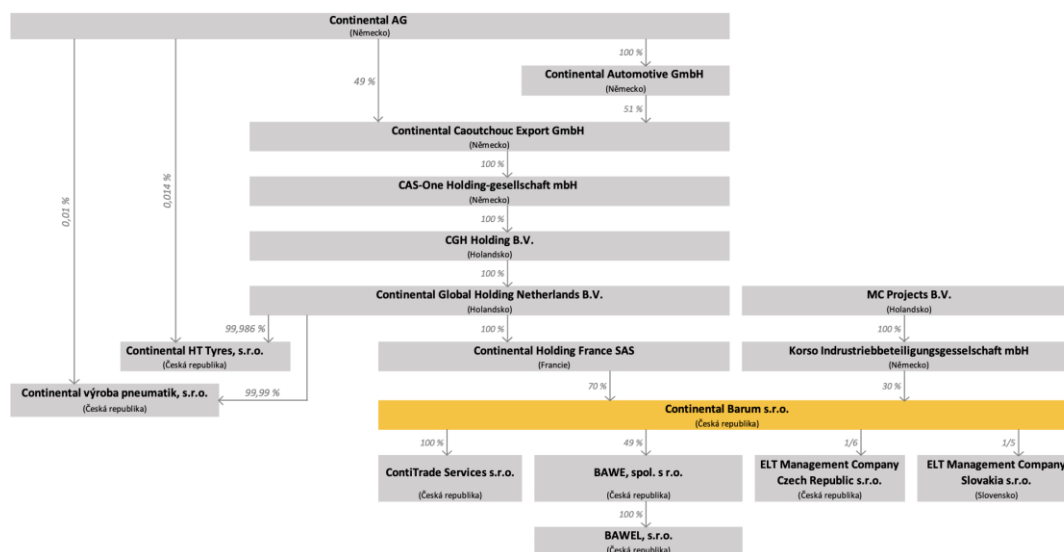 Continental AG
(Německo)
100 %
49 %
Continental Automotive GmbH
(Německo)
51 %
Continental Caoutchouc Export GmbH
(Německo)
100 %
0,01 %
0,014 %
CAS-One Holding-gesellschaft mbH
(Německo)
100 %
CGH Holding B.V.
(Holandsko)
100 %
Continental Global Holding Netherlands B.V.
(Holandsko)
MC Projects B.V.
(Holandsko)
99,986 %
100 %
100 %
Continental HT Tyres, s.r.o.
(Česká republika)
Continental Holding France SAS
(Francie)
Korso Indrustriebbeteiligungsgesselschaft mbH
(Německo)
Continental výroba pneumatik, s.r.o.
(Česká republika)
99,99 %
70 %
30 %
Continental Barum s.r.o.
(Česká republika)
100 %
49 %
1/6
1/5
ContiTrade Services s.r.o.
(Česká republika)
BAWE, spol. s r.o.
(Česká republika)
ELT Management Company
Czech Republic s.r.o.
(Česká republika)
ELT Management Company
Slovakia s.r.o.
(Slovensko)
100 %
BAWEL, s.r.o.
(Česká republika)